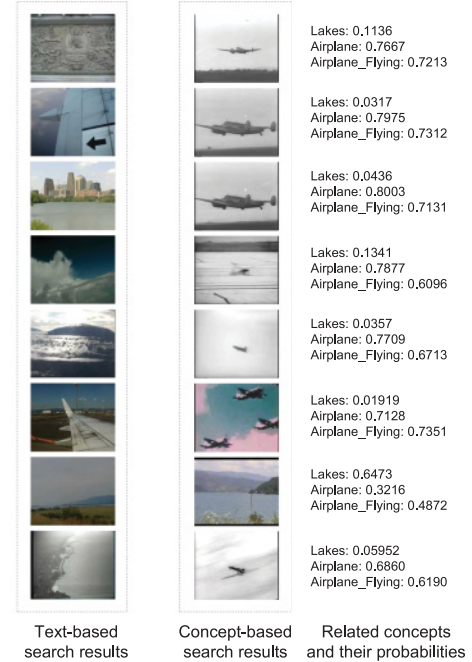 Lakes: 0.1136
Airplane: 0.7667
Airplane_Flying: 0.7213
Lakes: 0.0317
Airplane: 0.7975
Airplane_Flying: 0.7312
Lakes: 0.0436
Airplane: 0.8003
Airplane_Flying: 0.7131
Lakes: 0.1341
Airplane: 0.7877
Airplane_Flying: 0.6096
Lakes: 0.0357
Airplane: 0.7709
Airplane_Flying: 0.6713
Lakes: 0.01919
Airplane: 0.7128
Airplane_Flying: 0.7351
Lakes: 0.6473
Airplane: 0.3216
Airplane_Flying: 0.4872
Lakes: 0.05952
Airplane: 0.6860
Airplane_Flying: 0.6190
Text-based
search results
Concept-based
search results
Related concepts
and their probabilities